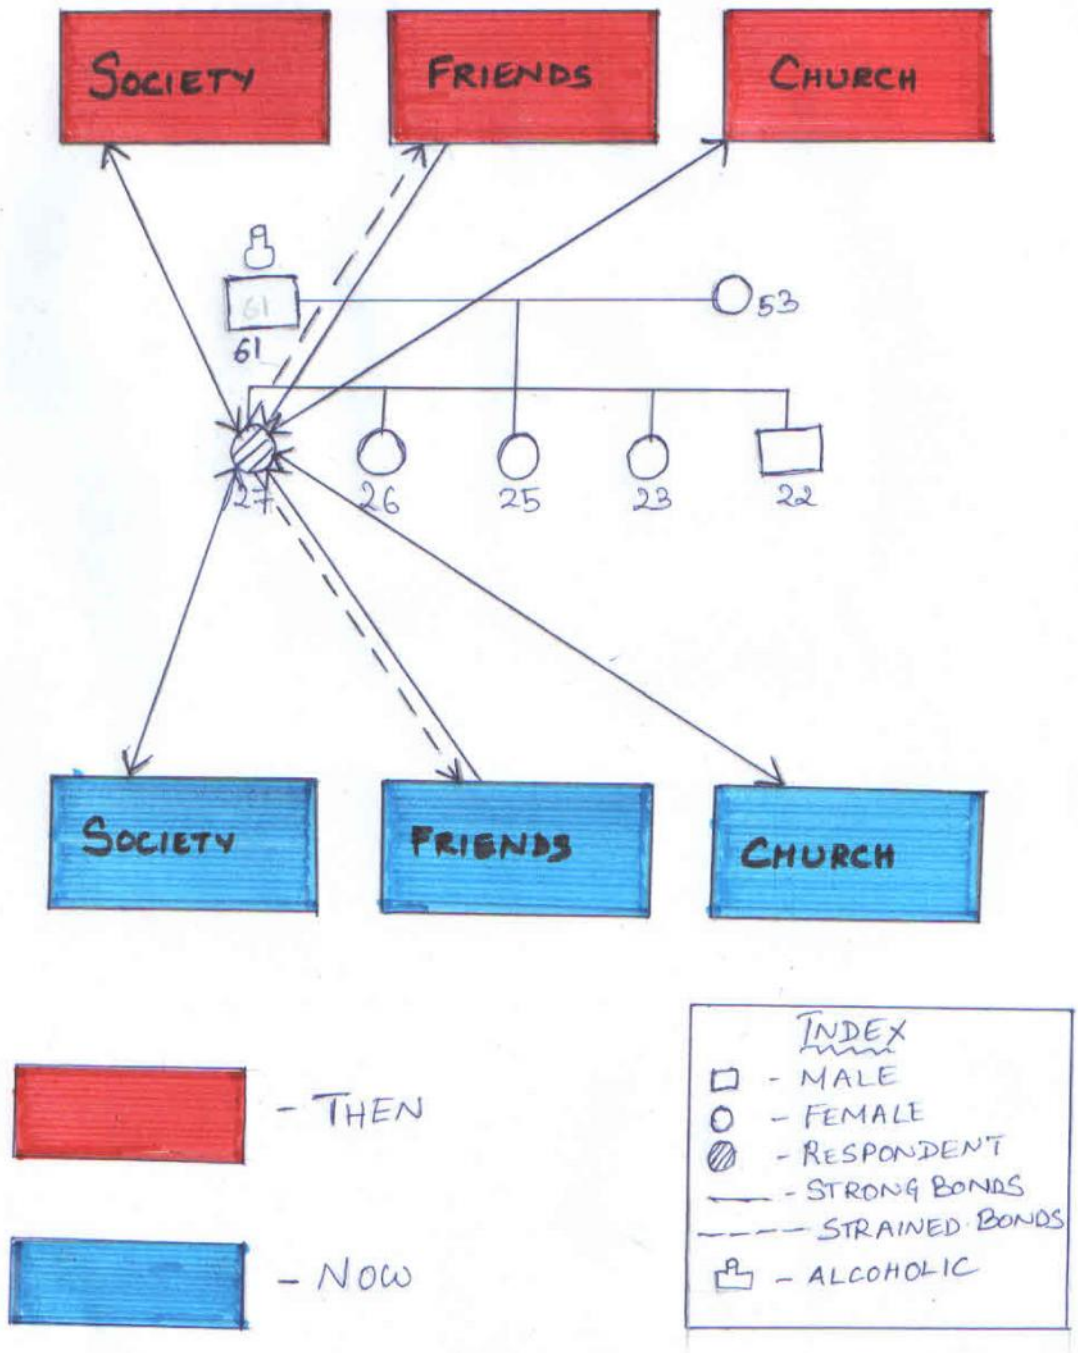 SOCIETY
FRIENDS
CHURCH
61
61
53
27
26
25
23
22
SOCIETY
FRIENDS
CHURCH
- THEN
- NOW
INDEX
- MALE
- FEMALE
- RESPONDENT
- STRONG BONDS
- STRAINED BONDS
- ALCOHOLIC